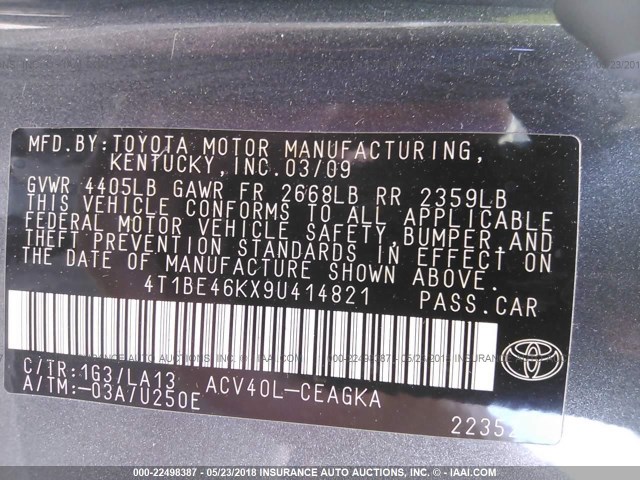 MFD.BY:TOYOTA MOTOR MANUFACTURING,
KENTUCKY,INC.03/09
GVWR 4405LB GAWR FR 2668LB RR 2359LB
THIS VEHICLE CONFORMS TO ALL APPLICABLE
FEDERAL MOTOR VEHICLE SAFETY,BUMPER,AND
THEFT PREVENTION STANDARDS IN EFFECT ON
THE DATE OF MANUFACTURE SHOWN ABOVE.
4T1BE46KX9U414821 PASS.CAR
C/TR:1G3/LA13 ACV40L-CEAGKA
A/TM:-03A/U250E
2235
000-22498387 - 05/23/2018 - INSURANCE AUTO AUCTIONS - IAAI.COM